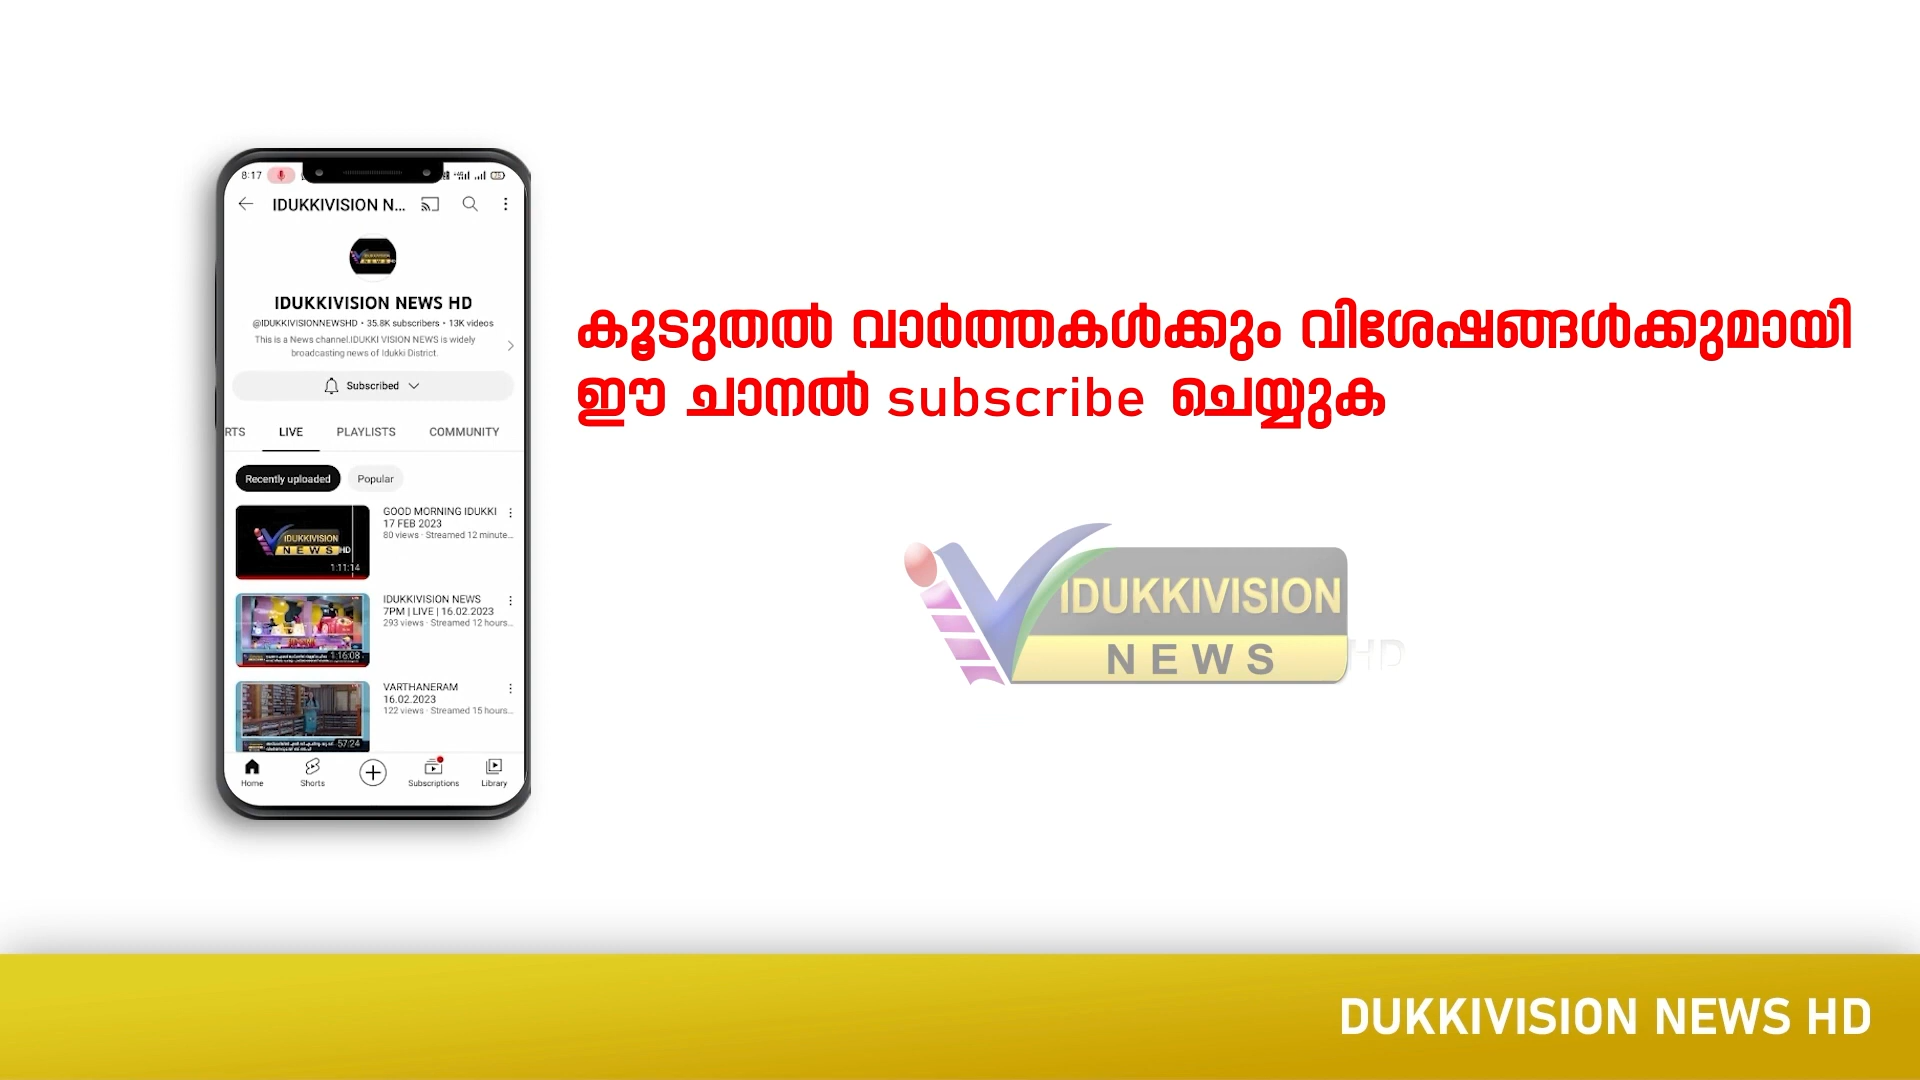 8:17
IDUKKIVISION N...
IDUKKIVISION NEWS HD
@IDUKKIVISIONNEWSHD • 35.8K subscribers • 13K videos
This is a News channel.IDUKKI VISION NEWS is widely
broadcasting news of Idukki District.
Subscribed
RTS LIVE PLAYLISTS COMMUNITY
Recently uploaded Popular
IDUKKIVISION
NEWS HD
1:11:14
GOOD MORNING IDUKKI
17 FEB 2023
80 views · Streamed 12 minute...
1:16:08
IDUKKIVISION NEWS
7PM | LIVE | 16.02.2023
293 views · Streamed 12 hours...
57:24
VARTHANERAM
16.02.2023
122 views · Streamed 15 hours...
Home Shorts Subscriptions Library
കൂടുതൽ വാർത്തകൾക്കും വിശേഷങ്ങൾക്കുമായി
ഈ ചാനൽ subscribe ചെയ്യുക
IDUKKIVISION
NEWS HD
DUKKIVISION NEWS HD